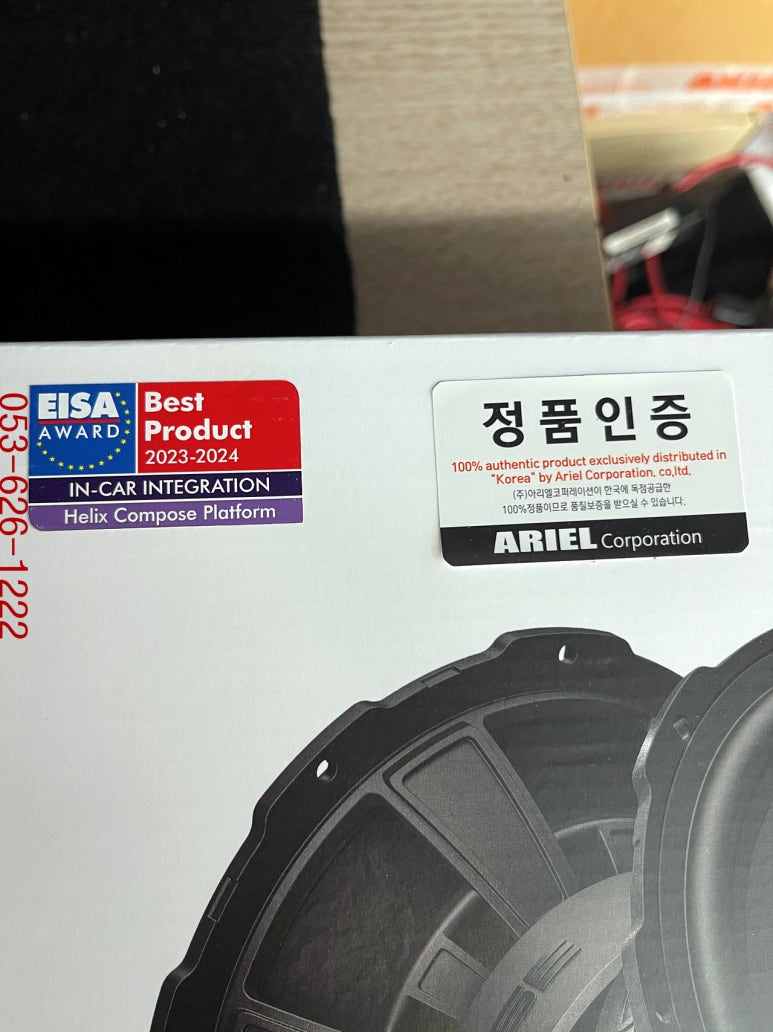 EISA
AWARD
Best
Product
2023-2024
IN-CAR INTEGRATION
Helix Compose Platform
정품인증
100% authentic product exclusively distributed in
"Korea" by Ariel Corporation. co,ltd.
(주)아리엘코퍼레이션이 한국에 독점공급한
100%정품이므로 품질보증을 받으실 수 있습니다.
ARIEL Corporation
053-626-1222